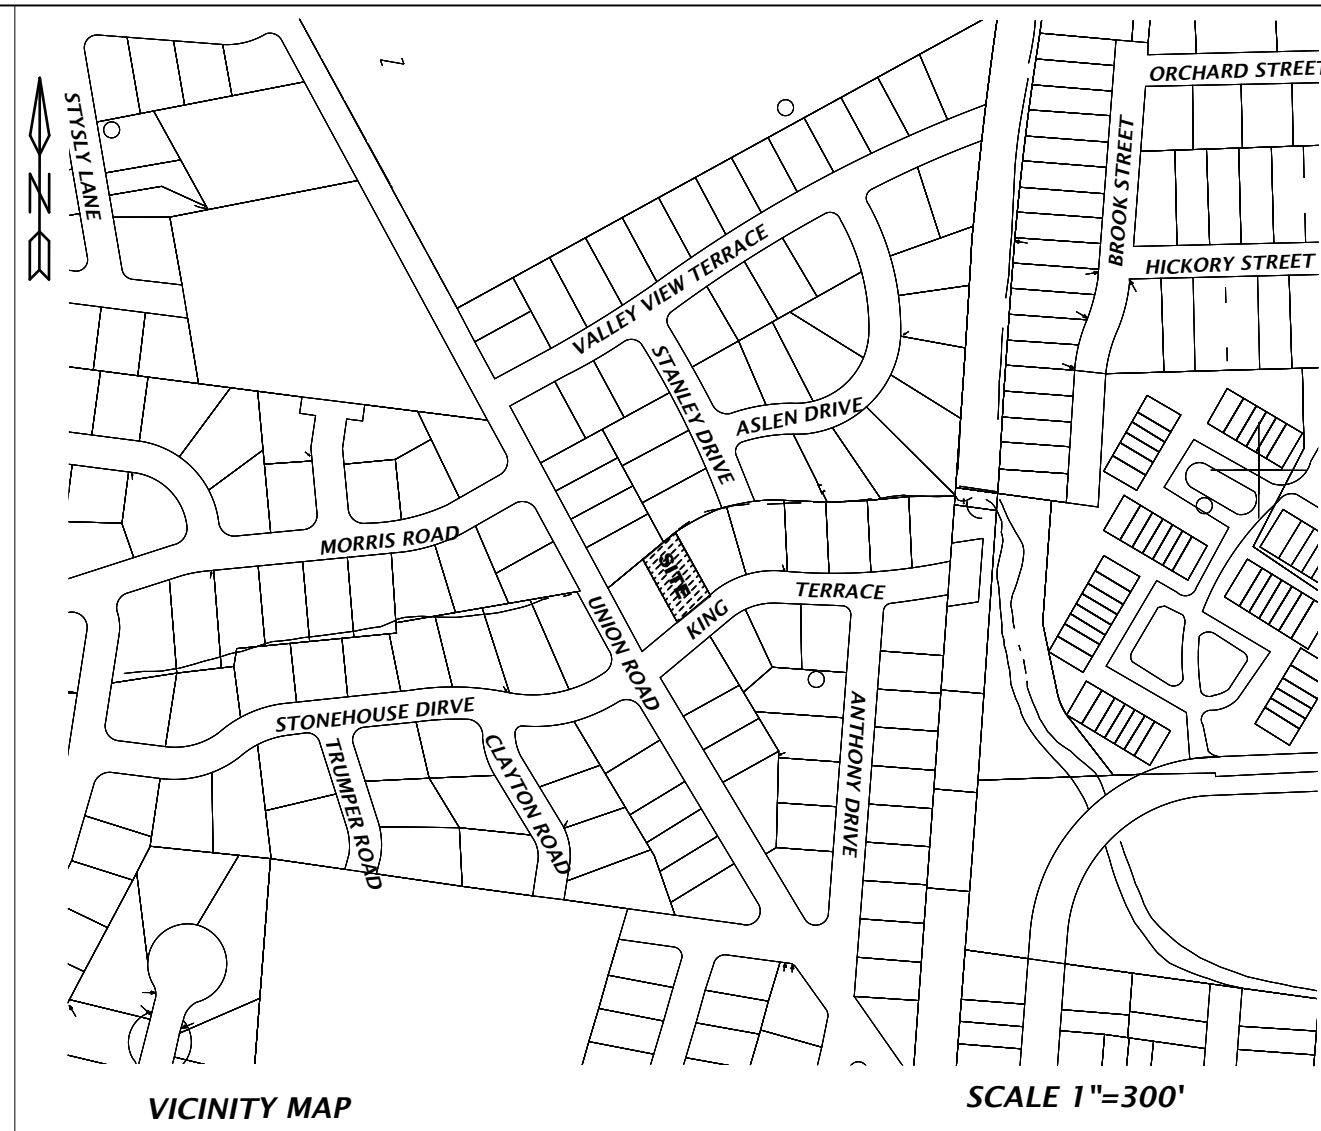 ORCHARD STREET
STYSLY LANE
N
BROOK STREET
HICKORY STREET
VALLEY VIEW TERRACE
STANLEY DRIVE
ASLEN DRIVE
MORRIS ROAD
SITE
KING TERRACE
UNION ROAD
STONEHOUSE DIRVE
TRUMPER ROAD
CLAYTON ROAD
ANTHONY DRIVE
VICINITY MAP
SCALE 1"=300'